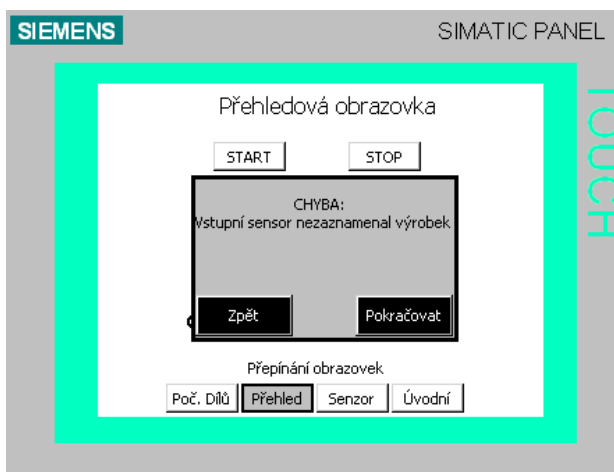 SIEMENS
SIMATIC PANEL
TOUCH
Přehledová obrazovka
START
STOP
CHYBA:
Vstupní sensor nezaznamenal výrobek
Zpět
Pokračovat
Přepínání obrazovek
Poč. Dílů
Přehled
Senzor
Úvodní